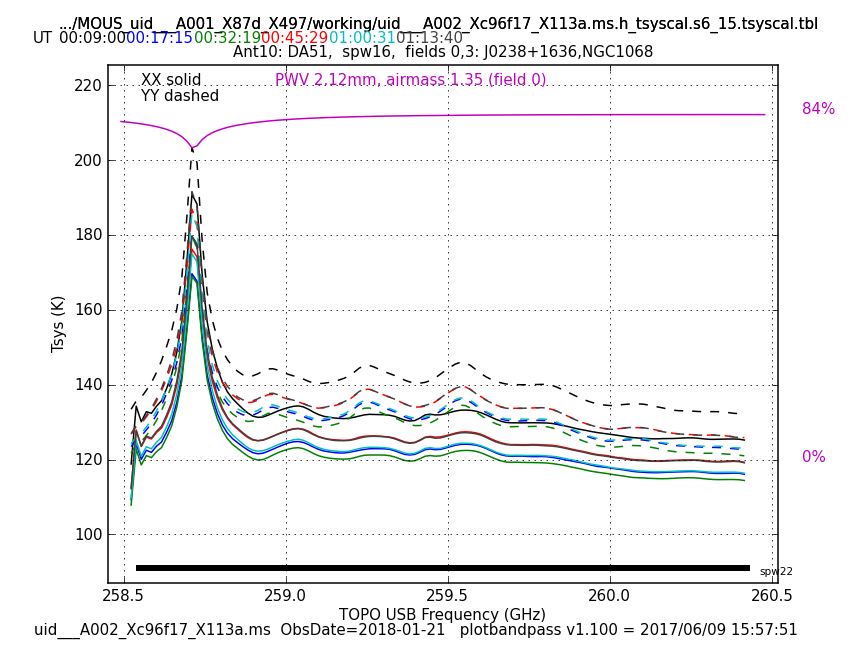 .../MOUS_uid___A001_X87d_X497/working/uid___A002_Xc96f17_X113a.ms.h_tsyscal.s6_15.tsyscal.tbl
UT 00:09:00 00:17:15 00:32:19 00:45:29 01:00:31 01:13:40
Ant10: DA51, spw16, fields 0,3: J0238+1636,NGC1068
XX solid PWV 2.12mm, airmass 1.35 (field 0)
YY dashed
84%
0%
220
200
180
160
140
120
100
Tsys (K)
spw22
258.5 259.0 259.5 260.0 260.5
TOPO USB Frequency (GHz)
uid___A002_Xc96f17_X113a.ms ObsDate=2018-01-21 plotbandpass v1.100 = 2017/06/09 15:57:51